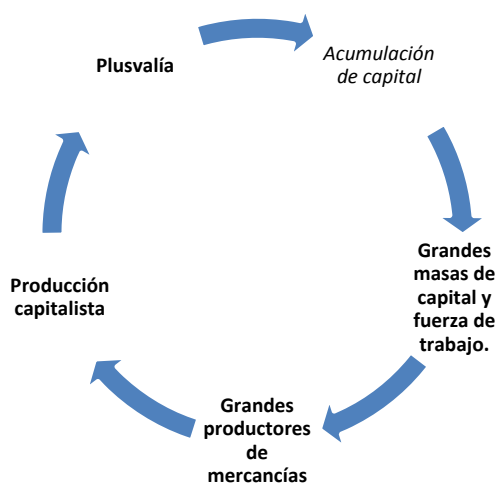 Plusvalía
Acumulación
de capital
Grandes
masas de
capital y
fuerza de
trabajo.
Grandes
productores
de
mercancías
Producción
capitalista